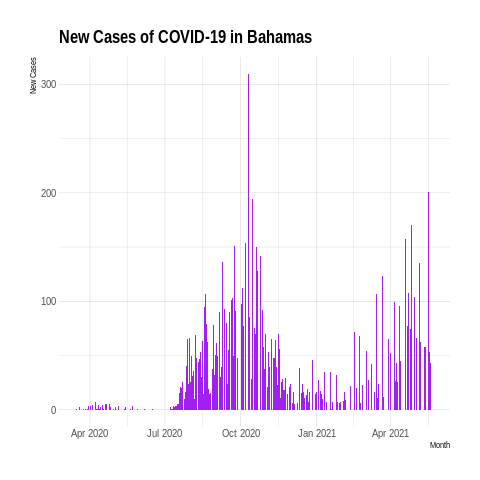 New Cases of COVID-19 in Bahamas
New Cases
300
200
100
0
Apr 2020
Jul 2020
Oct 2020
Jan 2021
Apr 2021
Month